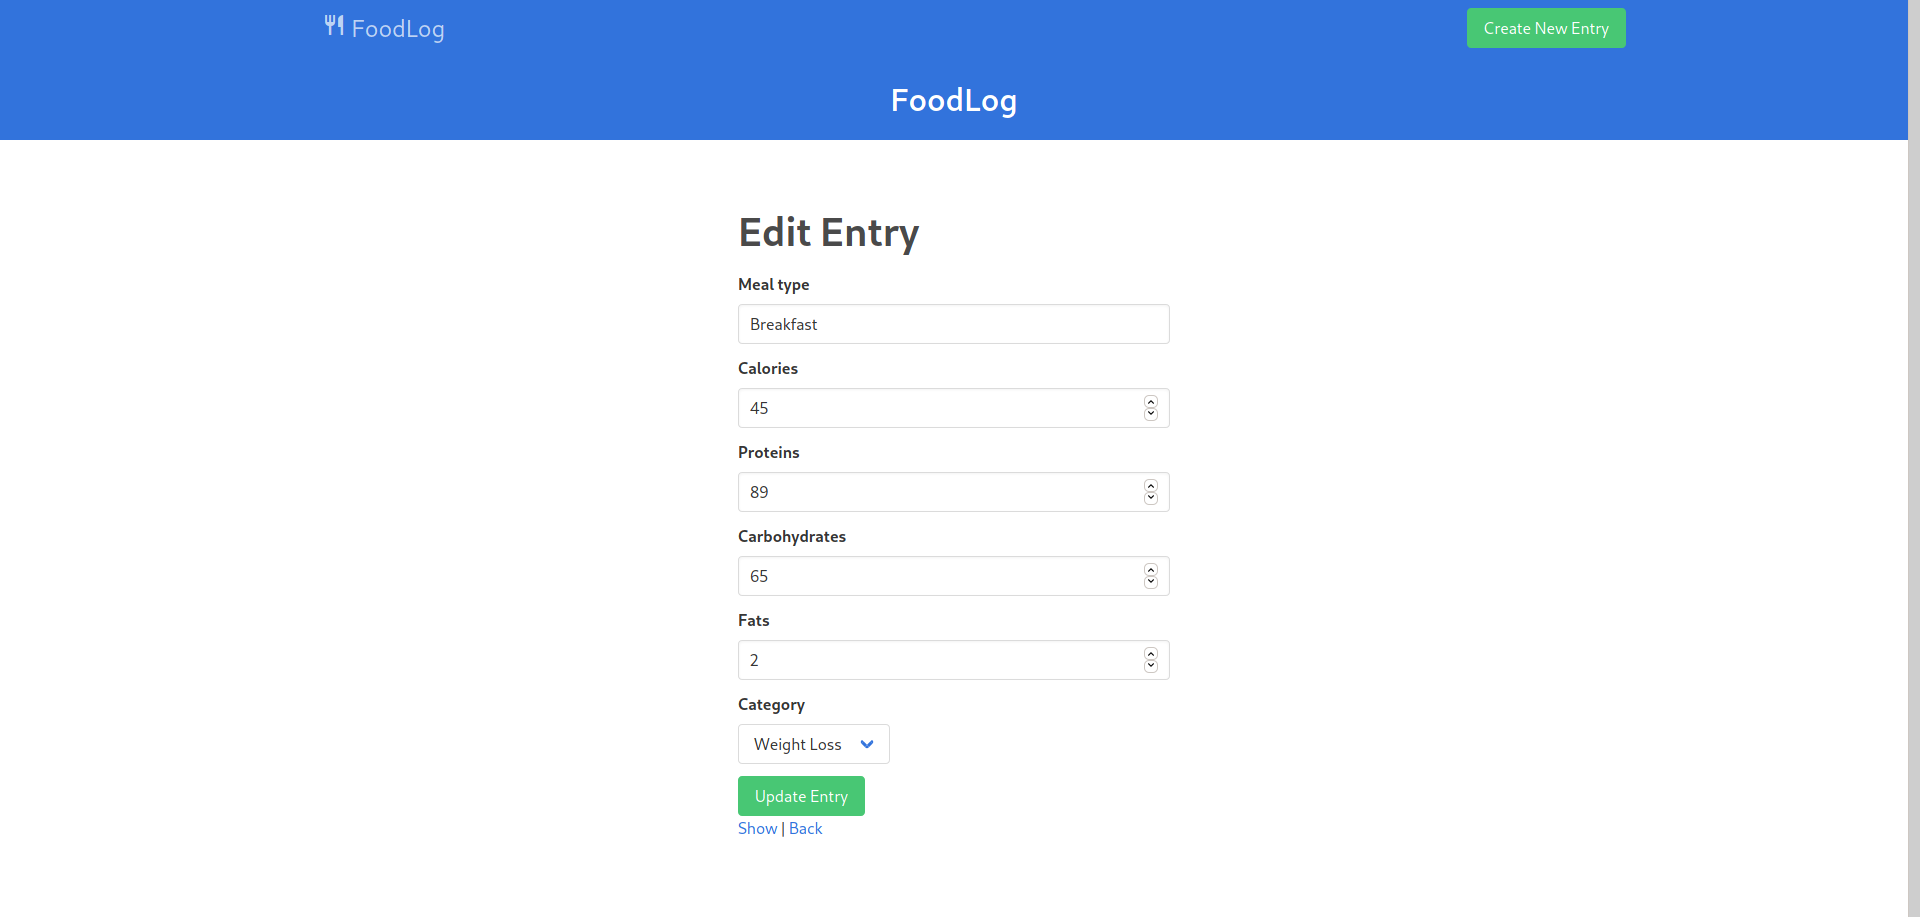 FoodLog
Create New Entry
FoodLog
Edit Entry
Meal type
Breakfast
Calories
45
Proteins
89
Carbohydrates
65
Fats
2
Category
Weight Loss
Update Entry
Show | Back